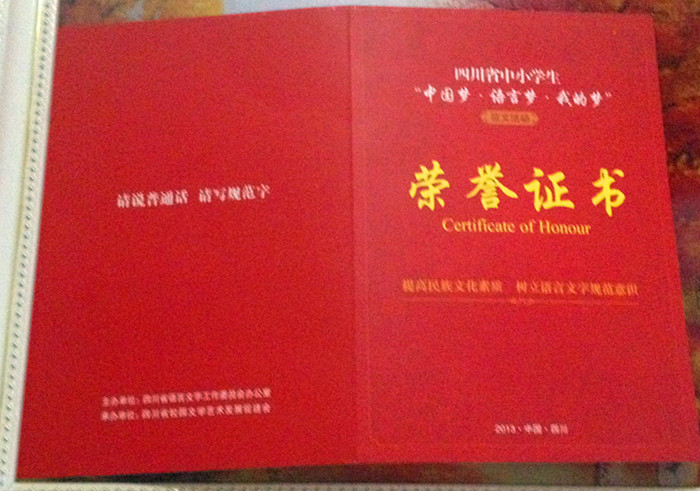 请说普通话 请写规范字
主办单位：四川省语言文字工作委员会办公室
承办单位：四川省校园文学艺术发展促进会
四川省中小学生
“中国梦·语言梦·我的梦”
征文活动
荣誉证书
Certificate of Honour
提高民族文化素质 树立语言文字规范意识
2013·中国·四川